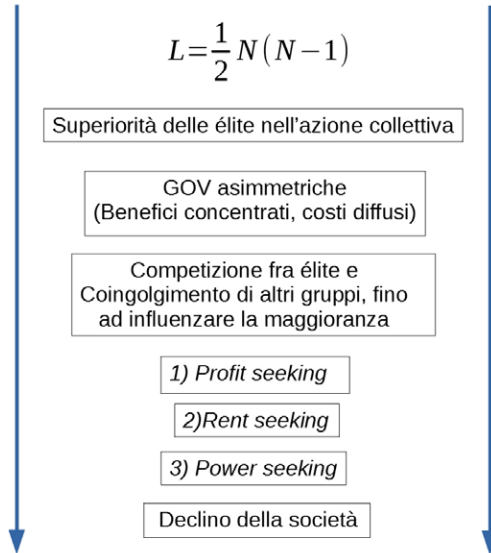 L=1/2 N(N−1)
Superiorità delle élite nell'azione collettiva
GOV asimmetriche
(Benefici concentrati, costi diffusi)
Competizione fra élite e
Coingolgimento di altri gruppi, fino
ad influenzare la maggioranza
1) Profit seeking
2)Rent seeking
3) Power seeking
Declino della società